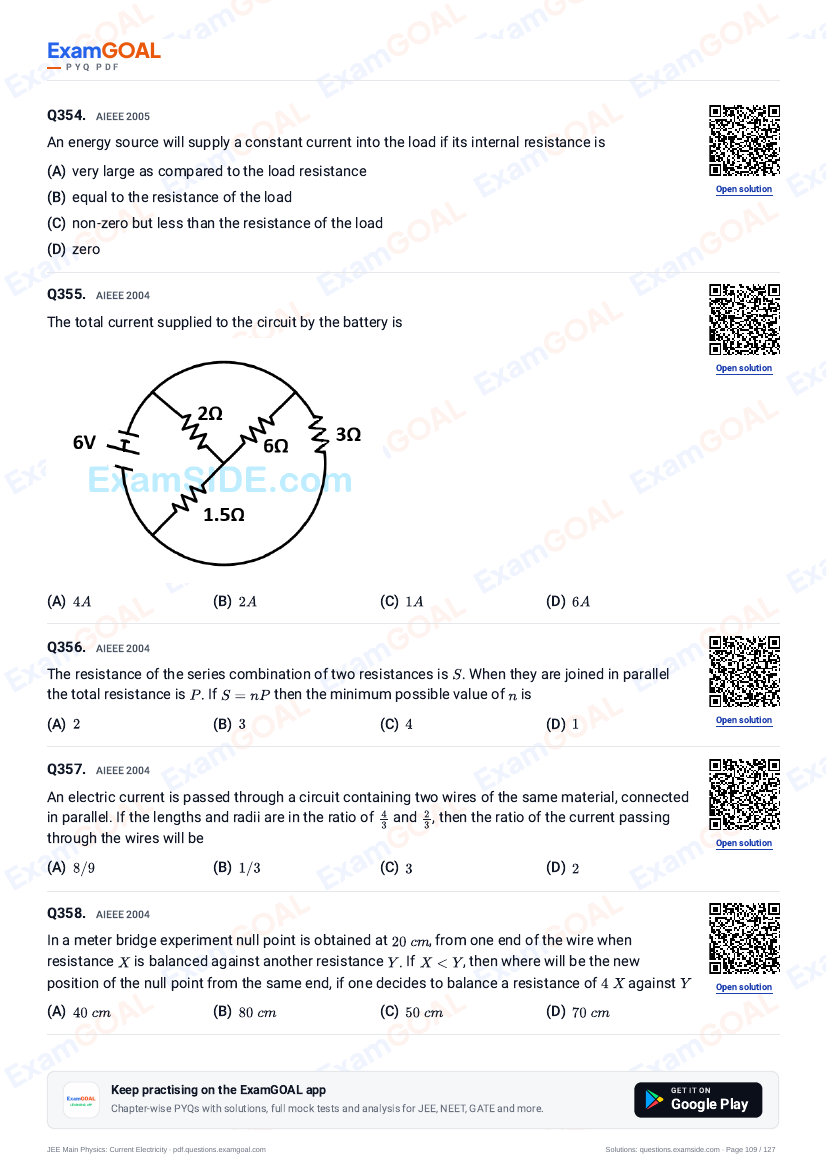 ExamGOAL
PYQ PDF
Q354. AIEEE 2005
An energy source will supply a constant current into the load if its internal resistance is
(A) very large as compared to the load resistance
(B) equal to the resistance of the load
(C) non-zero but less than the resistance of the load
(D) zero
Open solution
Q355. AIEEE 2004
The total current supplied to the circuit by the battery is
Open solution
2Ω
6V
6Ω
3Ω
ExamSIDE.com
1.5Ω
(A) 4A (B) 2A (C) 1A (D) 6A
Q356. AIEEE 2004
The resistance of the series combination of two resistances is S. When they are joined in parallel
the total resistance is P. If S = nP then the minimum possible value of n is
(A) 2 (B) 3 (C) 4 (D) 1
Open solution
Q357. AIEEE 2004
An electric current is passed through a circuit containing two wires of the same material, connected
in parallel. If the lengths and radii are in the ratio of 4/3 and 2/3, then the ratio of the current passing
through the wires will be
(A) 8/9 (B) 1/3 (C) 3 (D) 2
Open solution
Q358. AIEEE 2004
In a meter bridge experiment null point is obtained at 20 cm, from one end of the wire when
resistance X is balanced against another resistance Y. If X < Y, then where will be the new
position of the null point from the same end, if one decides to balance a resistance of 4 X against Y
(A) 40 cm (B) 80 cm (C) 50 cm (D) 70 cm
Open solution
ExamGOAL
Keep practising on the ExamGOAL app
Chapter-wise PYQs with solutions, full mock tests and analysis for JEE, NEET, GATE and more.
GET IT ON
Google Play
JEE Main Physics: Current Electricity · pdf.questions.examgoal.com
Solutions: questions.examside.com · Page 109 / 127